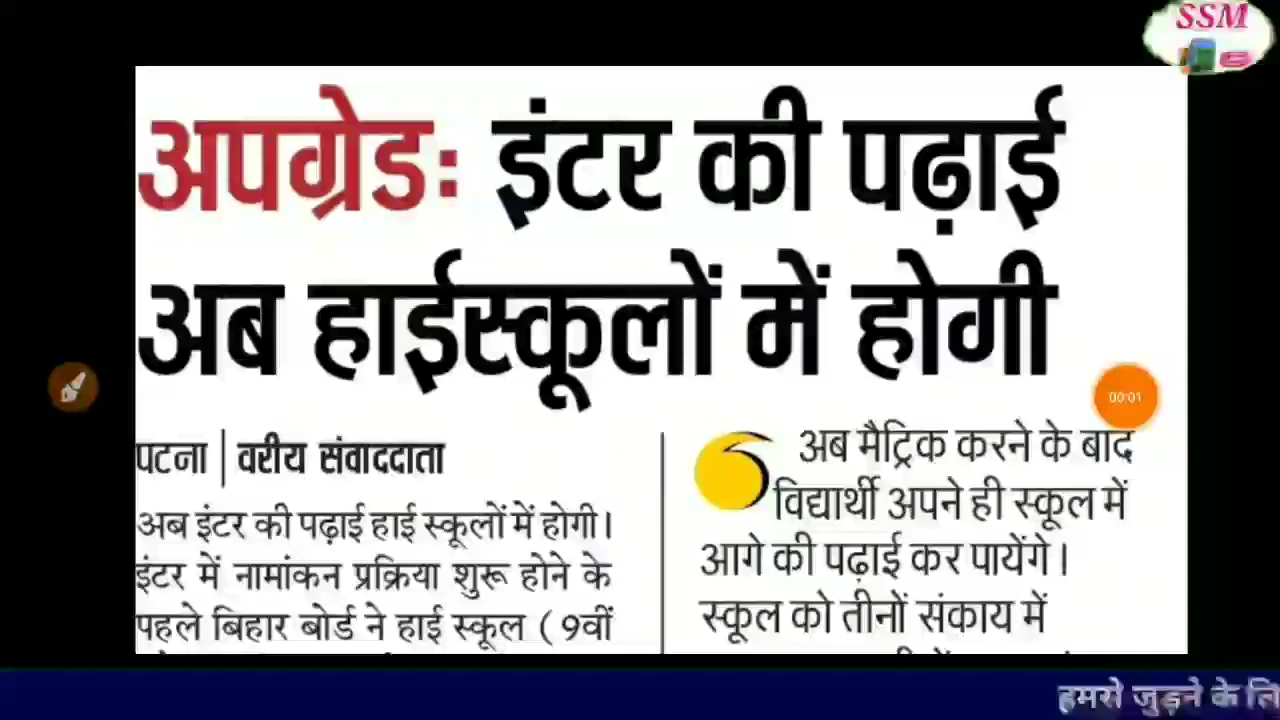 SSM
अपग्रेडः इंटर की पढ़ाई
अब हाईस्कूलों में होगी
00:01
पटना | वरीय संवाददाता
अब इंटर की पढ़ाई हाई स्कूलों में होगी।
इंटर में नामांकन प्रक्रिया शुरू होने के
पहले बिहार बोर्ड ने हाई स्कूल ( 9वीं
अब मैट्रिक करने के बाद
विद्यार्थी अपने ही स्कूल में
आगे की पढ़ाई कर पायेंगे।
स्कूल को तीनों संकाय में
हमसे जुड़ने के लि